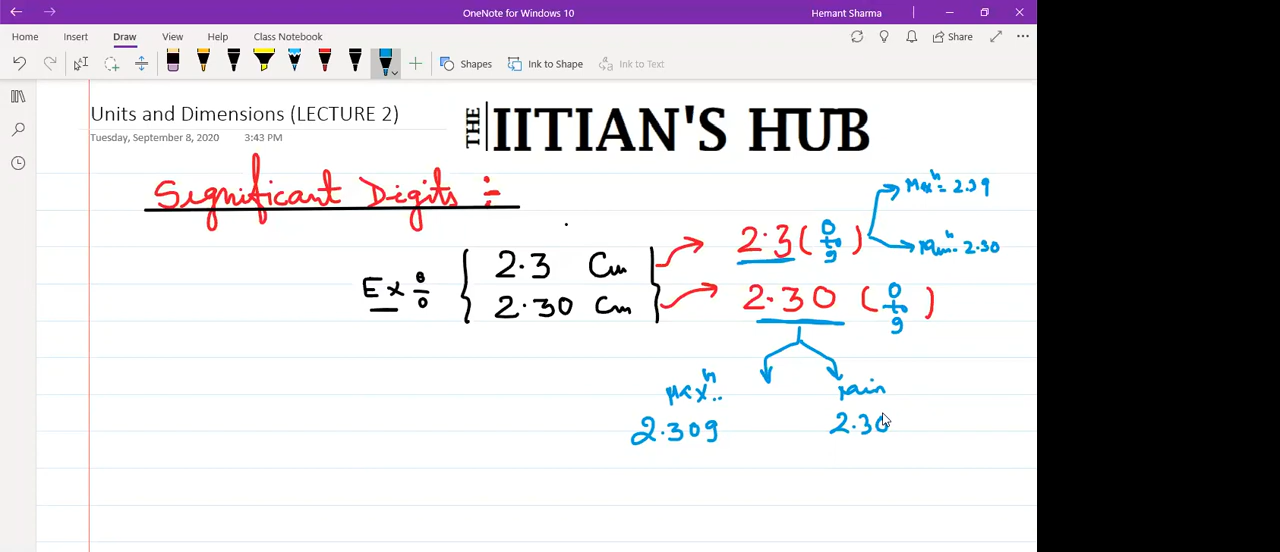 OneNote for Windows 10
Hemant Sharma
Home Insert Draw View Help Class Notebook
Share
Shapes Ink to Shape Ink to Text
Units and Dimensions (LECTURE 2)
Tuesday, September 8, 2020 3:43 PM
THE IITIAN'S HUB
Significant Digits :-
Maxⁿ = 2.39
2.3 ( 0 to 9 )
Minⁿ = 2.30
Ex { 2.3 Cm
2.30 Cm }
2.30 ( 0 to 9 )
Maxⁿ min
2.309 2.30